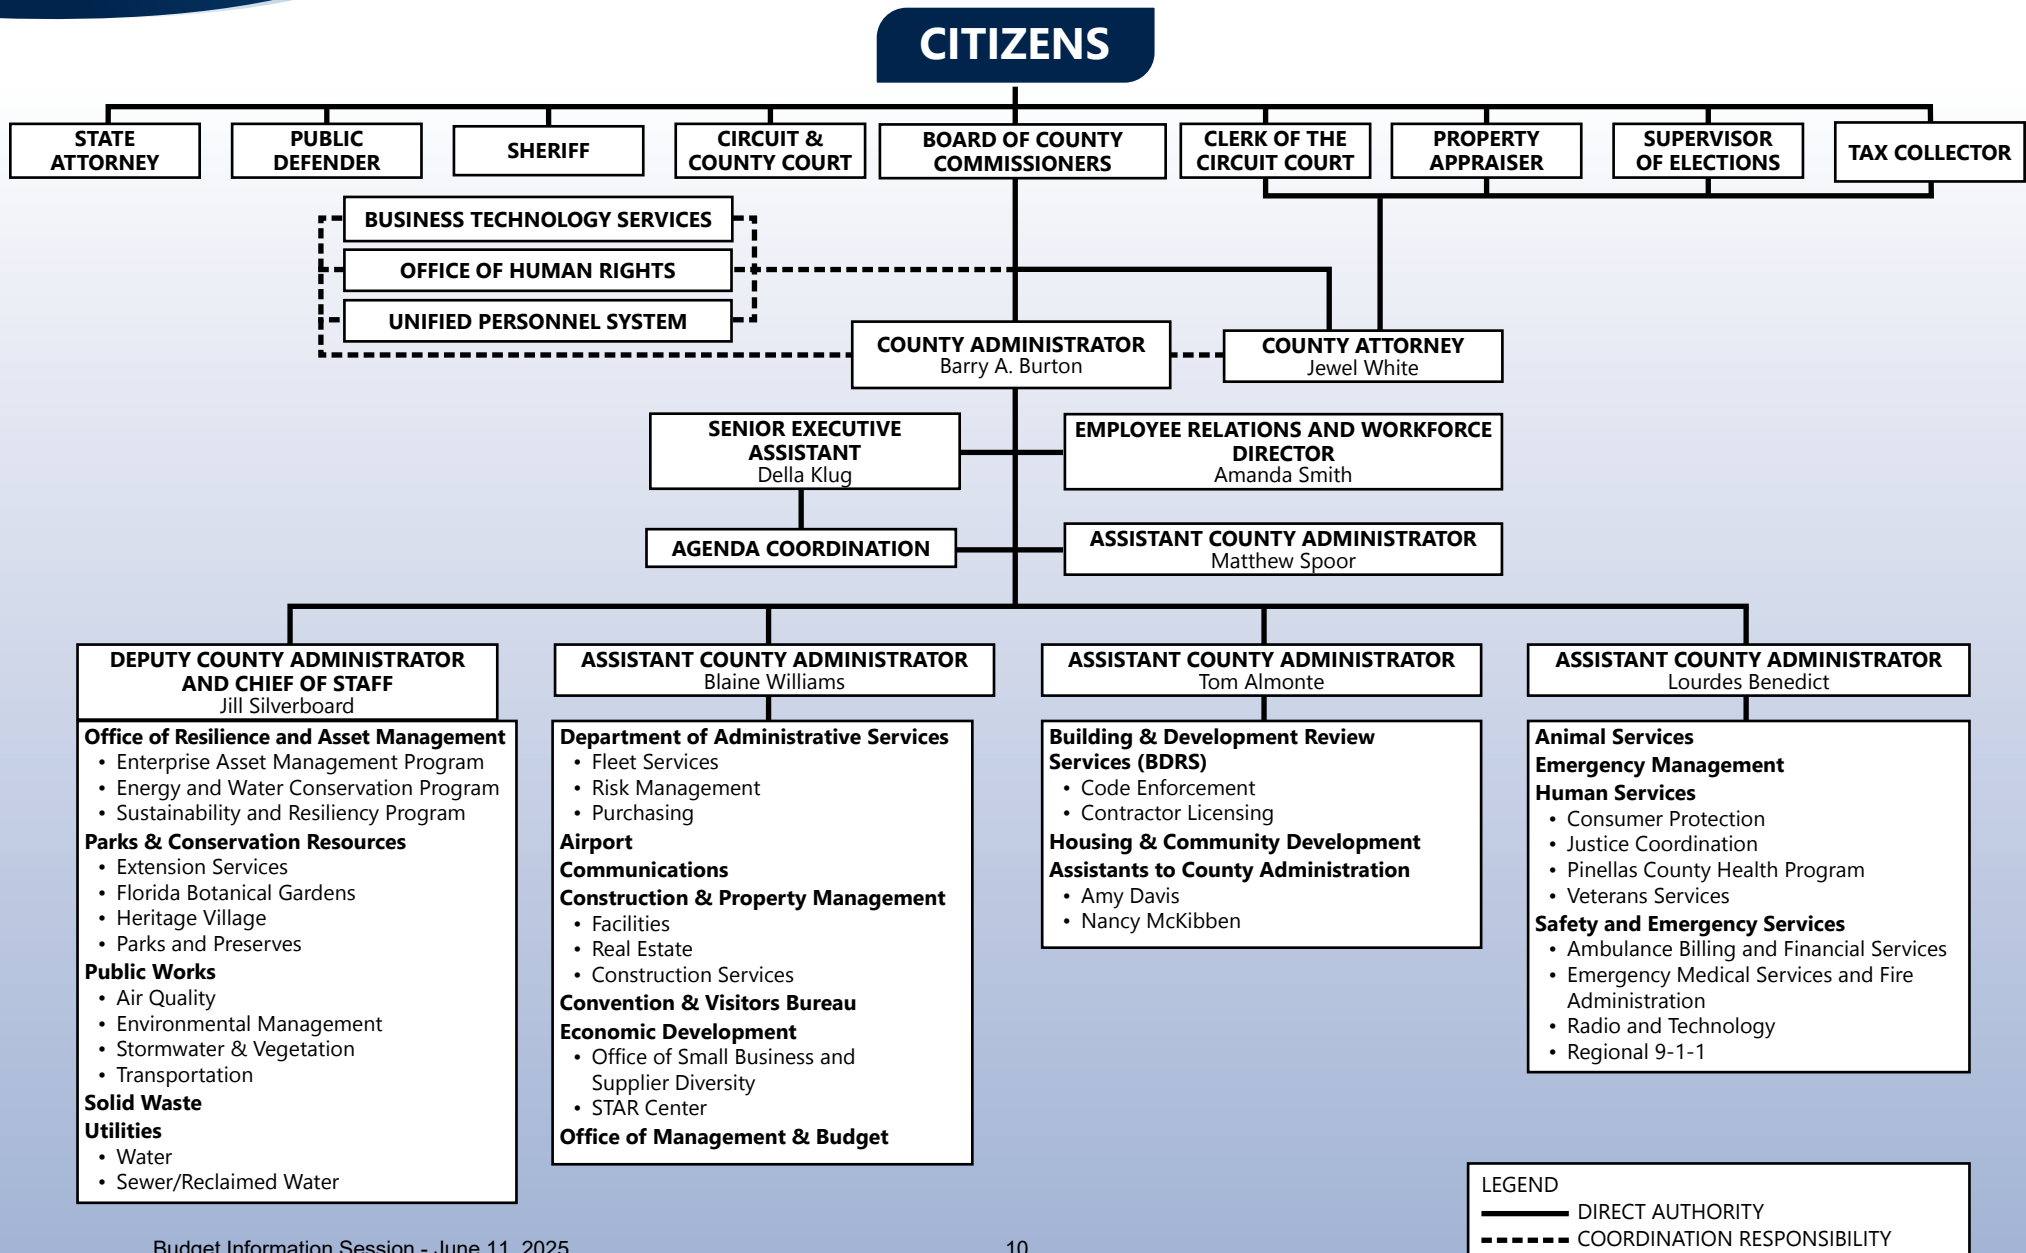 CITIZENS
STATE
ATTORNEY
PUBLIC
DEFENDER
SHERIFF
CIRCUIT &
COUNTY COURT
BOARD OF COUNTY
COMMISSIONERS
CLERK OF THE
CIRCUIT COURT
PROPERTY
APPRAISER
SUPERVISOR
OF ELECTIONS
TAX COLLECTOR
BUSINESS TECHNOLOGY SERVICES
OFFICE OF HUMAN RIGHTS
UNIFIED PERSONNEL SYSTEM
COUNTY ADMINISTRATOR
Barry A. Burton
COUNTY ATTORNEY
Jewel White
SENIOR EXECUTIVE
ASSISTANT
Della Klug
EMPLOYEE RELATIONS AND WORKFORCE
DIRECTOR
Amanda Smith
AGENDA COORDINATION
ASSISTANT COUNTY ADMINISTRATOR
Matthew Spoor
DEPUTY COUNTY ADMINISTRATOR
AND CHIEF OF STAFF
Jill Silverboard
Office of Resilience and Asset Management
• Enterprise Asset Management Program
• Energy and Water Conservation Program
• Sustainability and Resiliency Program
Parks & Conservation Resources
• Extension Services
• Florida Botanical Gardens
• Heritage Village
• Parks and Preserves
Public Works
• Air Quality
• Environmental Management
• Stormwater & Vegetation
• Transportation
Solid Waste
Utilities
• Water
• Sewer/Reclaimed Water
ASSISTANT COUNTY ADMINISTRATOR
Blaine Williams
Department of Administrative Services
• Fleet Services
• Risk Management
• Purchasing
Airport
Communications
Construction & Property Management
• Facilities
• Real Estate
• Construction Services
Convention & Visitors Bureau
Economic Development
• Office of Small Business and
Supplier Diversity
• STAR Center
Office of Management & Budget
ASSISTANT COUNTY ADMINISTRATOR
Tom Almonte
Building & Development Review
Services (BDRS)
• Code Enforcement
• Contractor Licensing
Housing & Community Development
Assistants to County Administration
• Amy Davis
• Nancy McKibben
ASSISTANT COUNTY ADMINISTRATOR
Lourdes Benedict
Animal Services
Emergency Management
Human Services
• Consumer Protection
• Justice Coordination
• Pinellas County Health Program
• Veterans Services
Safety and Emergency Services
• Ambulance Billing and Financial Services
• Emergency Medical Services and Fire
Administration
• Radio and Technology
• Regional 9-1-1
LEGEND
DIRECT AUTHORITY
COORDINATION RESPONSIBILITY
Budget Information Session - June 11, 2025
10